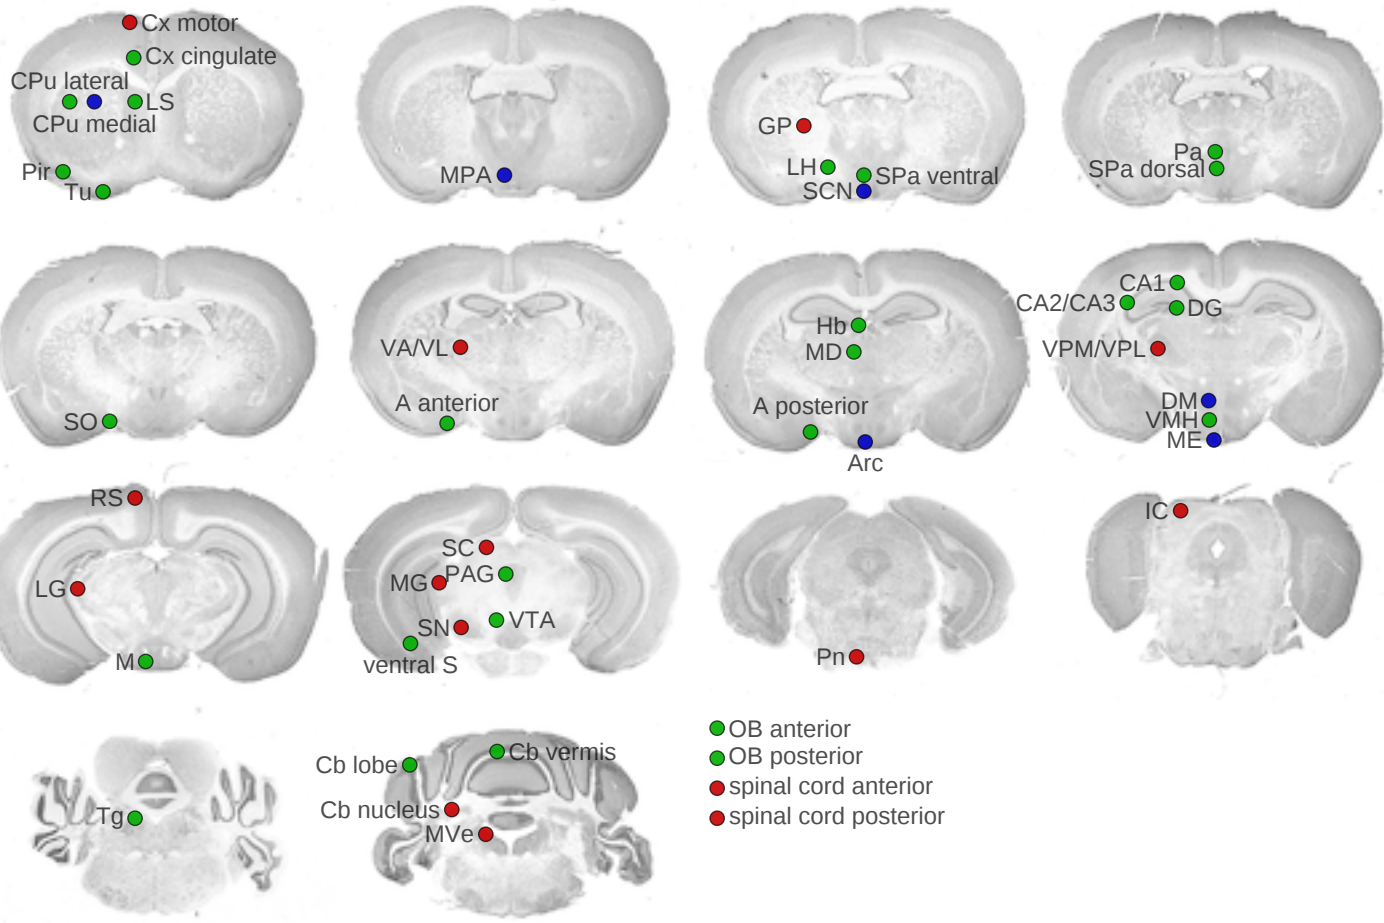 Cx motor
Cx cingulate
CPu lateral
LS
CPu medial
Pir
Tu
MPA
GP
LH
SPa ventral
SCN
Pa
SPa dorsal
SO
VA/VL
A anterior
Hb
MD
A posterior
Arc
CA1
CA2/CA3
DG
VPM/VPL
DM
VMH
ME
RS
LG
M
SC
MG
PAG
SN
VTA
ventral S
Pn
IC
Tg
Cb lobe
Cb vermis
Cb nucleus
MVe
OB anterior
OB posterior
spinal cord anterior
spinal cord posterior